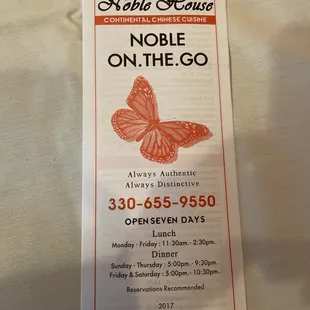 Noble House
CONTINENTAL CHINESE CUISINE
NOBLE
ON.THE.GO
Always Authentic
Always Distinctive
330-655-9550
OPEN SEVEN DAYS
Lunch
Monday - Friday : 11:30am. - 2:30pm.
Dinner
Sunday - Thursday : 5:00pm. - 9:30pm.
Friday & Saturday : 5:00pm. - 10:30pm.
Reservations Recommended
2017